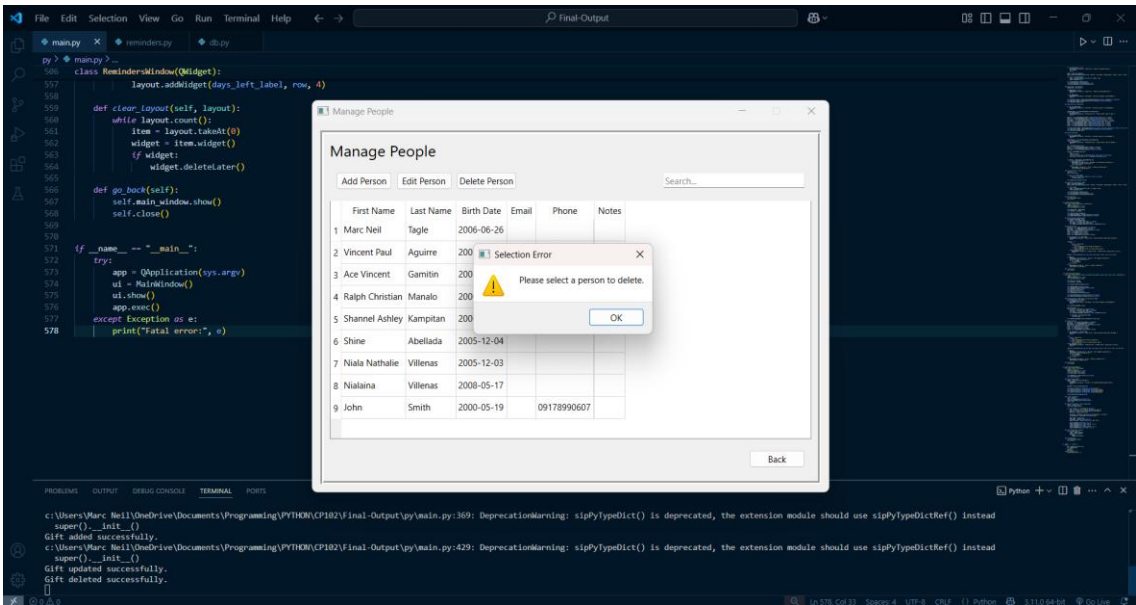 File Edit Selection View Go Run Terminal Help
Final-Output
main.py
reminders.py
db.py
py > main.py > ...
506 class RemindersWindow(QWidget):
557 layout.addWidget(days_left_label, row, 4)
558
559 def clear_layout(self, layout):
560 while layout.count():
561 item = layout.takeAt(0)
562 widget = item.widget()
563 if widget:
564 widget.deleteLater()
565
566 def go_back(self):
567 self.main_window.show()
568 self.close()
569
570
571 if __name__ == "__main__":
572 try:
573 app = QApplication(sys.argv)
574 ui = MainWindow()
575 ui.show()
576 app.exec()
577 except Exception as e:
578 print("Fatal error:", e)
Manage People
Manage People
Add Person Edit Person Delete Person Search...
First Name Last Name Birth Date Email Phone Notes
1 Marc Neil Tagle 2006-06-26
2 Vincent Paul Aguirre 200
3 Ace Vincent Gamitin 200
4 Ralph Christian Manalo 200
5 Shannel Ashley Kampitan 200
6 Shine Abellada 2005-12-04
7 Niala Nathalie Villenas 2005-12-03
8 Nialaina Villenas 2008-05-17
9 John Smith 2000-05-19 09178990607
Selection Error
Please select a person to delete.
OK
Back
PROBLEMS OUTPUT DEBUG CONSOLE TERMINAL PORTS
Python
c:\Users\Marc Neil\OneDrive\Documents\Programming\PYTHON\CP102\Final-Output\py\main.py:369: DeprecationWarning: sipPyTypeDict() is deprecated, the extension module should use sipPyTypeDictRef() instead
super().__init__()
Gift added successfully.
c:\Users\Marc Neil\OneDrive\Documents\Programming\PYTHON\CP102\Final-Output\py\main.py:429: DeprecationWarning: sipPyTypeDict() is deprecated, the extension module should use sipPyTypeDictRef() instead
super().__init__()
Gift updated successfully.
Gift deleted successfully.
0 0
Ln 578, Col 33 Spaces: 4 UTF-8 CRLF Python 3.11.0 64-bit Go Live